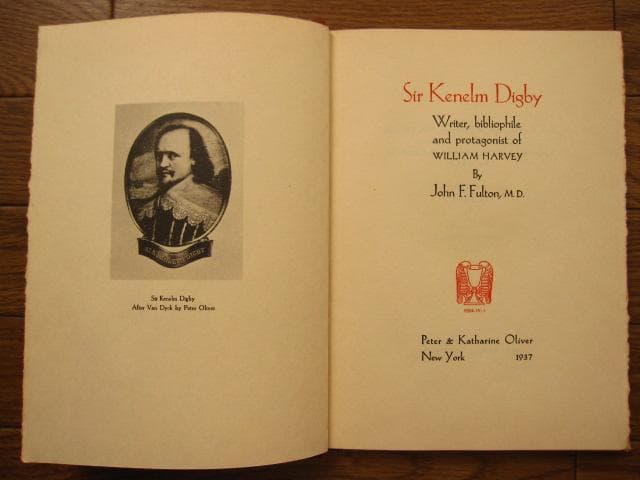 Sir Kenelm Digby
After Van Dyck by Peter Oliver
Sir Kenelm Digby
Writer, bibliophile
and protagonist of
WILLIAM HARVEY
By
John F. Fulton, M.D.
Peter & Katharine Oliver
New York 1937